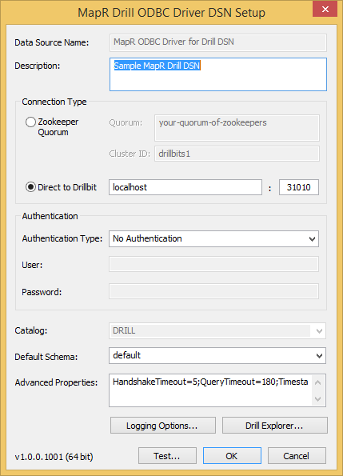 MapR Drill ODBC Driver DSN Setup
Data Source Name: MapR ODBC Driver for Drill DSN
Description: Sample MapR Drill DSN
Connection Type
Zookeeper Quorum Quorum: your-quorum-of-zookeepers
Cluster ID: drillbits1
Direct to Drillbit localhost : 31010
Authentication
Authentication Type: No Authentication
User:
Password:
Catalog: DRILL
Default Schema: default
Advanced Properties: HandshakeTimeout=5;QueryTimeout=180;Timesta
Logging Options... Drill Explorer...
v1.0.0.1001 (64 bit) Test... OK Cancel